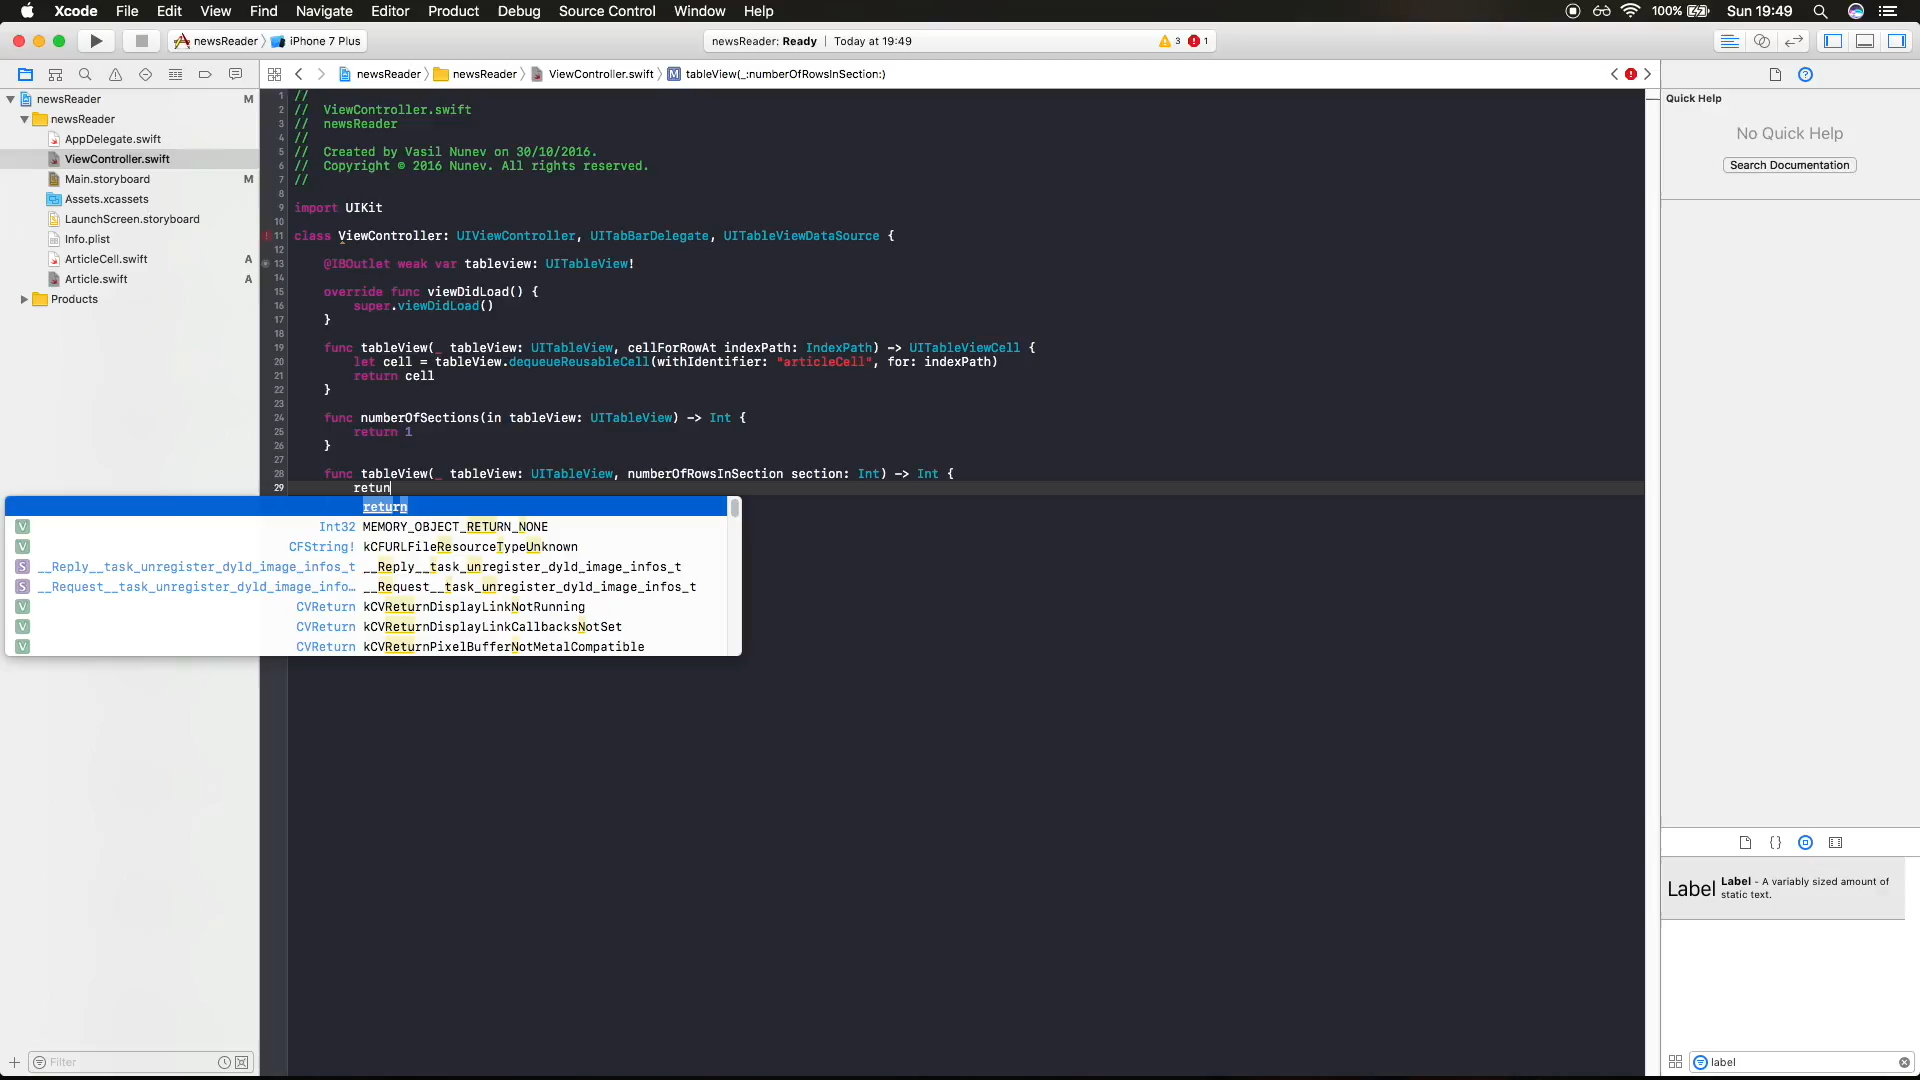 Xcode File Edit View Find Navigate Editor Product Debug Source Control Window Help 100% Sun 19:49
newsReader iPhone 7 Plus newsReader: Ready Today at 19:49 3 1
newsReader newsReader ViewController.swift M tableView(_:numberOfRowsInSection:)
newsReader M
newsReader
AppDelegate.swift
ViewController.swift
Main.storyboard M
Assets.xcassets
LaunchScreen.storyboard
Info.plist
ArticleCell.swift A
Article.swift A
Products
Filter
1 //
2 // ViewController.swift
3 // newsReader
4 //
5 // Created by Vasil Nunev on 30/10/2016.
6 // Copyright © 2016 Nunev. All rights reserved.
7 //
8
9 import UIKit
10
11 class ViewController: UIViewController, UITabBarDelegate, UITableViewDataSource {
12
13 @IBOutlet weak var tableview: UITableView!
14
15 override func viewDidLoad() {
16 super.viewDidLoad()
17 }
18
19 func tableView(_ tableView: UITableView, cellForRowAt indexPath: IndexPath) -> UITableViewCell {
20 let cell = tableView.dequeueReusableCell(withIdentifier: "articleCell", for: indexPath)
21 return cell
22 }
23
24 func numberOfSections(in tableView: UITableView) -> Int {
25 return 1
26 }
27
28 func tableView(_ tableView: UITableView, numberOfRowsInSection section: Int) -> Int {
29 retun
return
V Int32 MEMORY_OBJECT_RETURN_NONE
V CFString! kCFURLFileResourceTypeUnknown
S __Reply__task_unregister_dyld_image_infos_t __Reply__task_unregister_dyld_image_infos_t
S __Request__task_unregister_dyld_image_info… __Request__task_unregister_dyld_image_infos_t
V CVReturn kCVReturnDisplayLinkNotRunning
V CVReturn kCVReturnDisplayLinkCallbacksNotSet
V CVReturn kCVReturnPixelBufferNotMetalCompatible
Quick Help
No Quick Help
Search Documentation
{ }
Label Label - A variably sized amount of
static text.
label